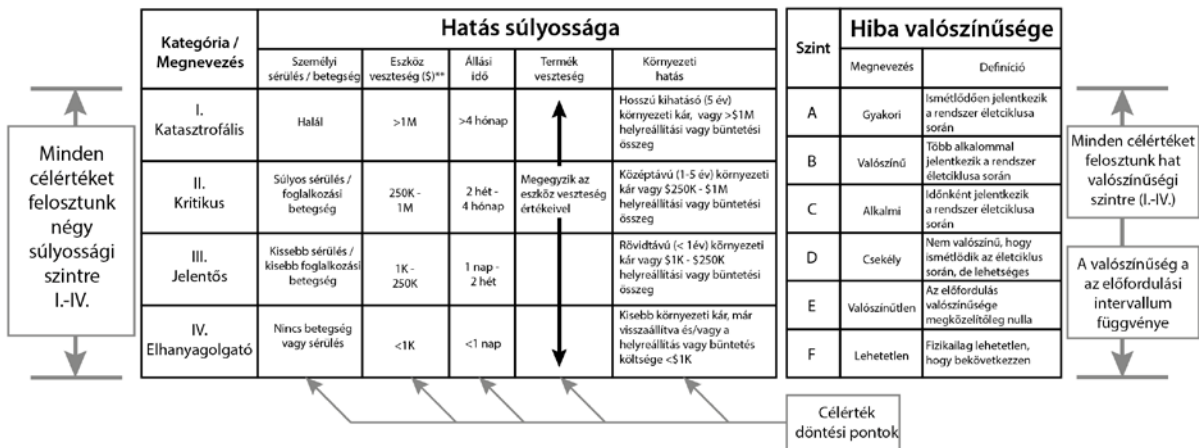 Hatás súlyossága
Kategória /
Megnevezés
Személyi
sérülés / betegség
Eszköz
veszteség ($)**
Állási
idő
Termék
veszteség
Környezeti
hatás
I.
Katasztrofális
Halál
>1M
>4 hónap
Hosszú kihatásó (5 év)
környezeti kár, vagy >$1M
helyreállítási vagy büntetési
összeg
II.
Kritikus
Súlyos sérülés /
foglalkozási
betegség
250K -
1M
2 hét -
4 hónap
Megegyzik az
eszköz veszteség
értékeivel
Középtávú (1-5 év) környezeti
kár vagy $250K - $1M
helyreállítási vagy büntetési
összeg
III.
Jelentős
Kissebb sérülés /
kisebb foglalkozási
betegség
1K -
250K
1 nap -
2 hét
Rövidtávú (< 1év) környezeti
kár vagy $1K - $250K
helyreállítási vagy büntetési
összeg
IV.
Elhanyagolgató
Nincs betegség
vagy sérülés
<1K
<1 nap
Kisebb környezeti kár, már
visszaállítva és/vagy a
helyreállítás vagy büntetés
költsége <$1K
Minden
célértéket
felosztunk
négy
súlyossági
szintre
I.-IV.
Szint
Hiba valószínűsége
Megnevezés
Definíció
A
Gyakori
Ismétlődően jelentkezik
a rendszer életciklusa
során
B
Valószínű
Több alkalommal
jelentkezik a rendszer
életciklusa során
C
Alkalmi
Időnként jelentkezik
a rendszer életciklusa
során
D
Csekély
Nem valószínű, hogy
ismétlődik az életciklus
során, de lehetséges
E
Valószínűtlen
Az előfordulás
valószínűsége
megközelítőleg nulla
F
Lehetetlen
Fizikailag lehetetlen,
hogy bekövetkezzen
Minden célértéket
felosztunk hat
valószínűségi
szintre (I.-IV.)
A valószínűség a
az előfordulási
intervallum
függvénye
Célérték
döntési pontok